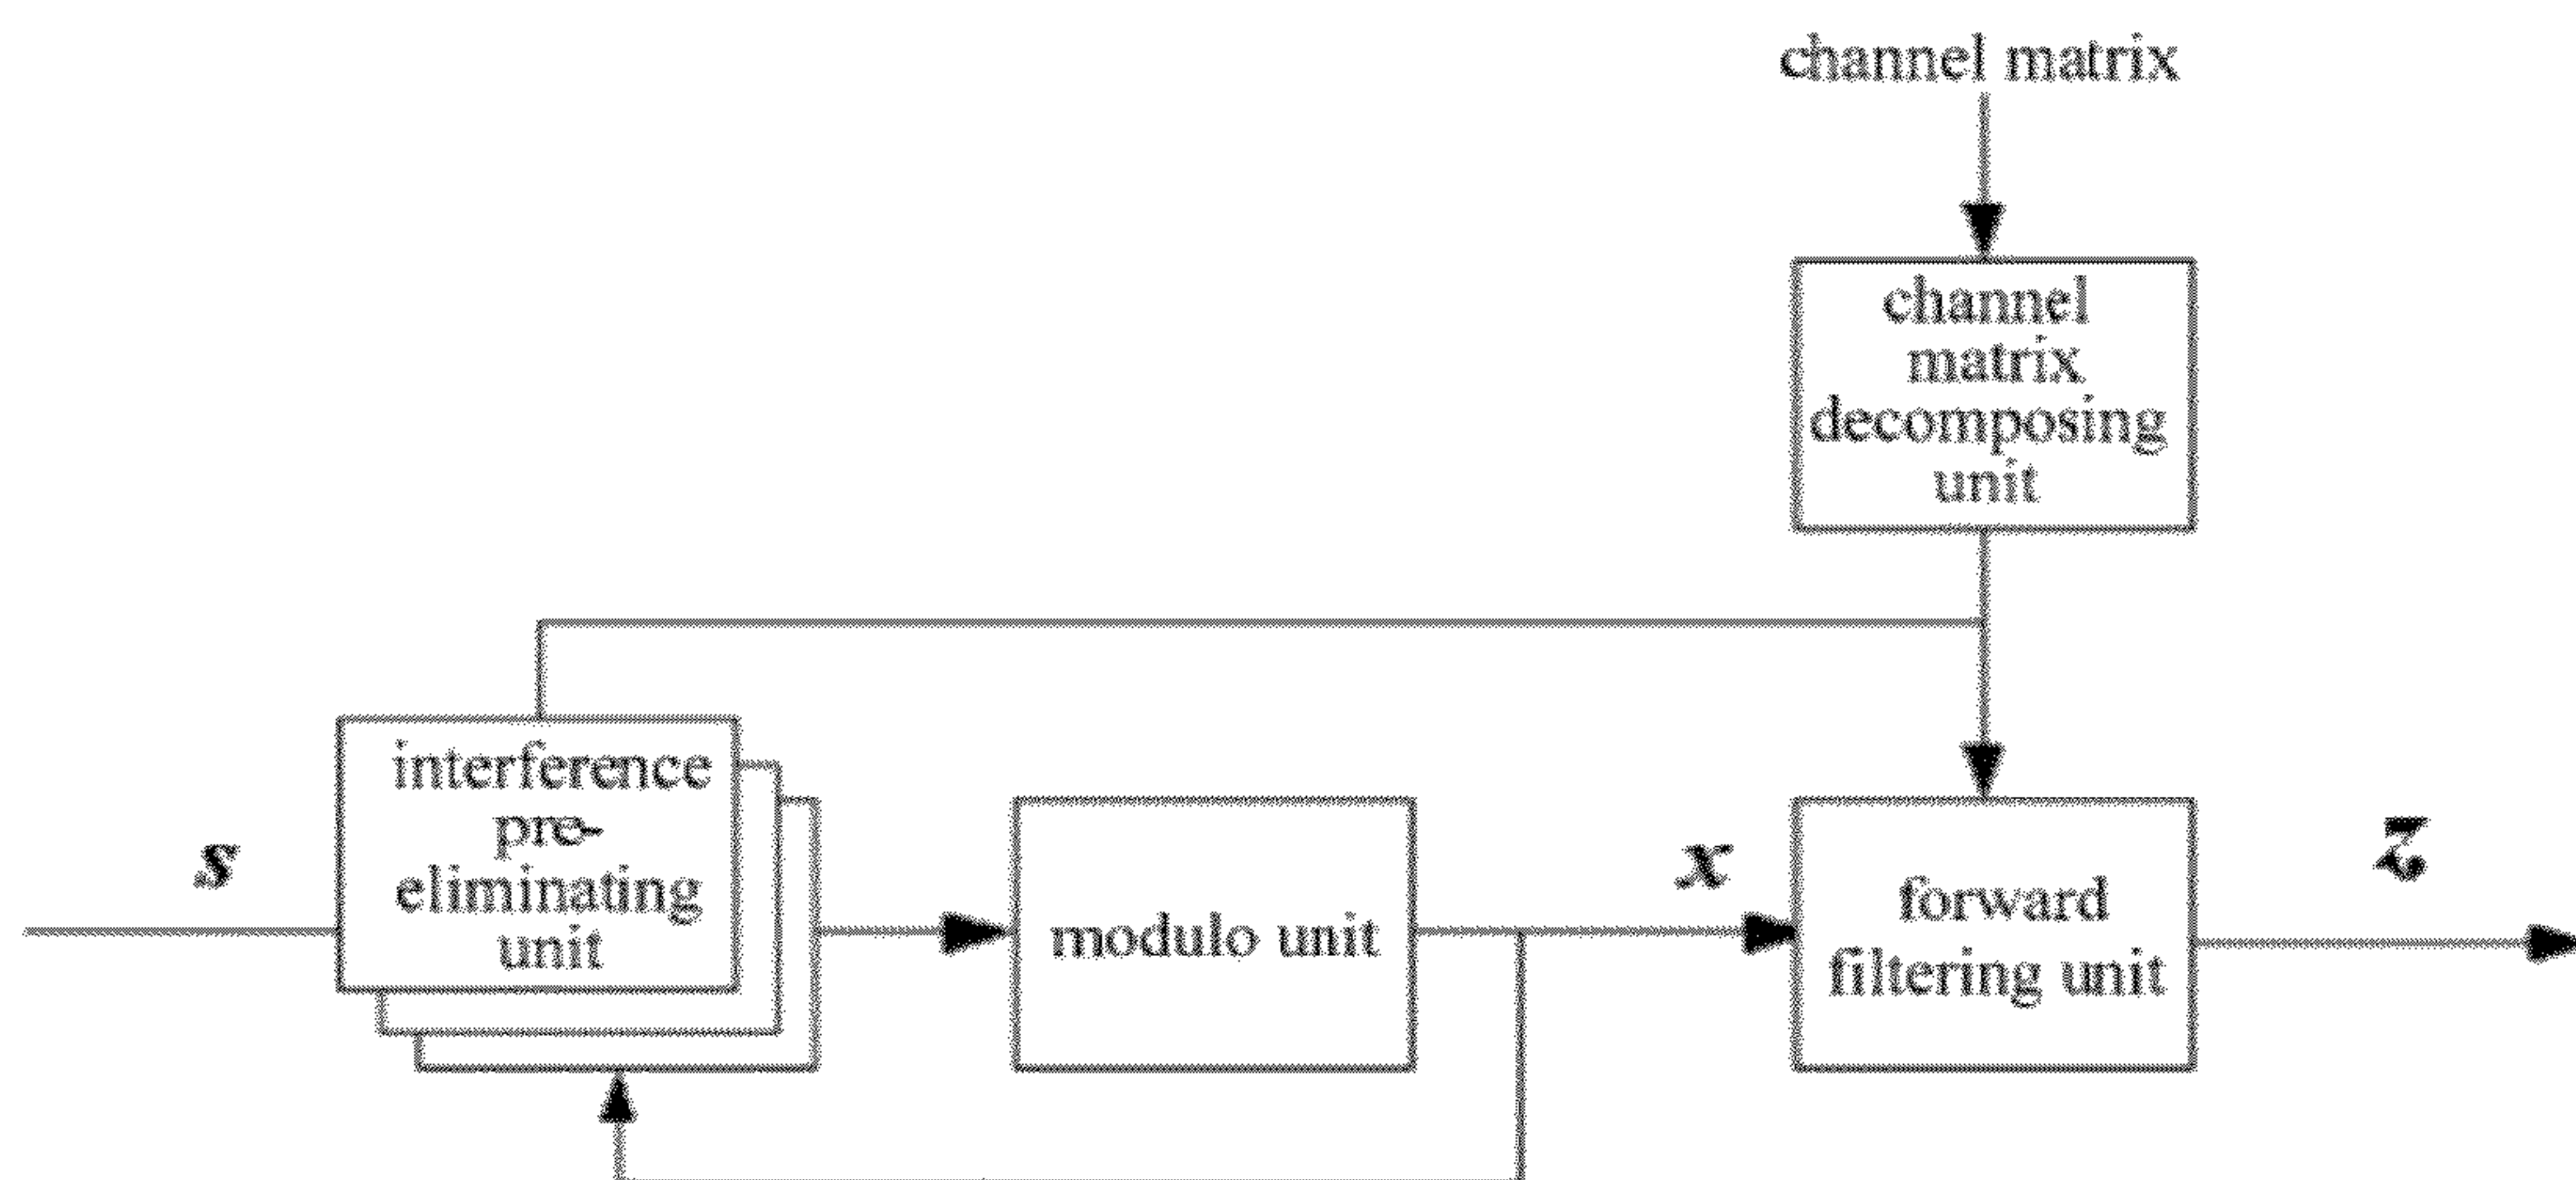 channel matrix
channel
matrix
decomposing
unit
interference
pre-
eliminating
unit
s
modulo unit
x
forward
filtering unit
z